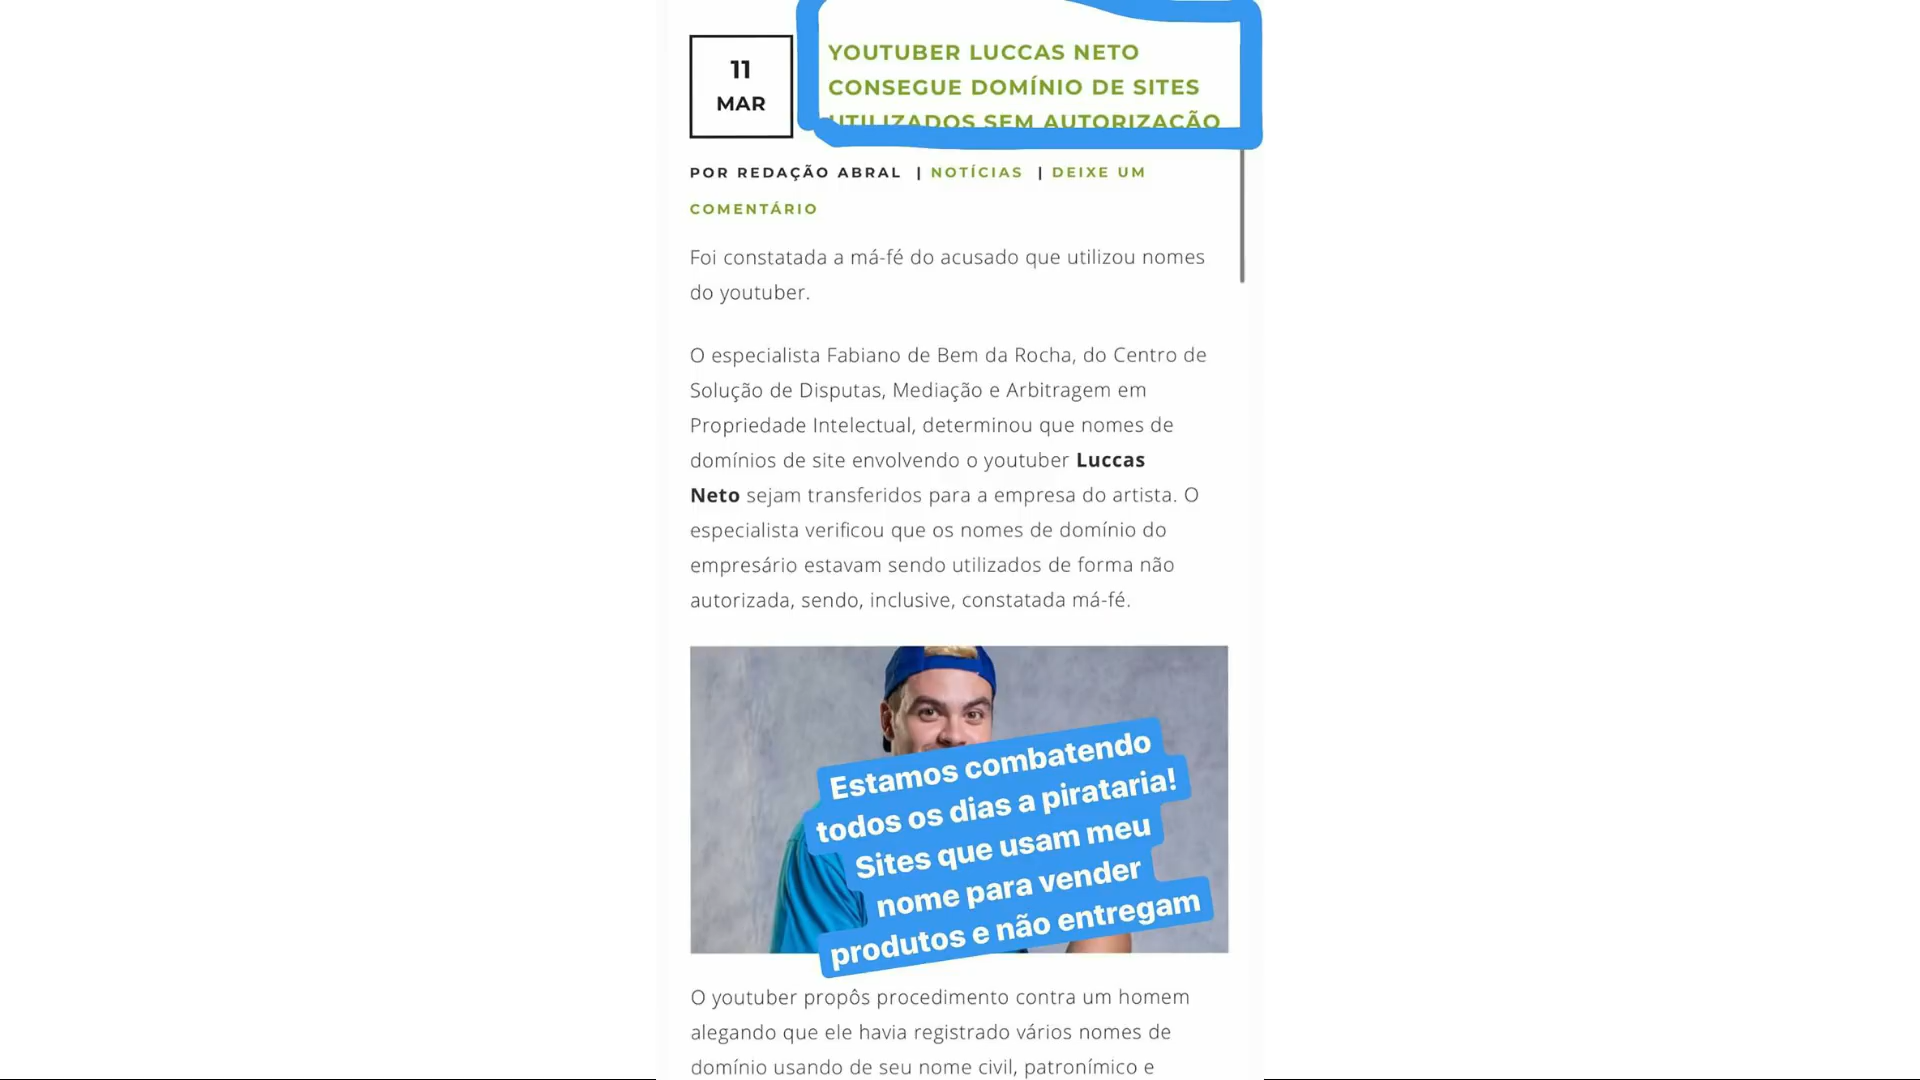 11
MAR
YOUTUBER LUCCAS NETO
CONSEGUE DOMÍNIO DE SITES
UTILIZADOS SEM AUTORIZAÇÃO
POR REDAÇÃO ABRAL | NOTÍCIAS | DEIXE UM
COMENTÁRIO
Foi constatada a má-fé do acusado que utilizou nomes
do youtuber.
O especialista Fabiano de Bem da Rocha, do Centro de
Solução de Disputas, Mediação e Arbitragem em
Propriedade Intelectual, determinou que nomes de
domínios de site envolvendo o youtuber Luccas
Neto sejam transferidos para a empresa do artista. O
especialista verificou que os nomes de domínio do
empresário estavam sendo utilizados de forma não
autorizada, sendo, inclusive, constatada má-fé.
Estamos combatendo
todos os dias a pirataria!
Sites que usam meu
nome para vender
produtos e não entregam
O youtuber propôs procedimento contra um homem
alegando que ele havia registrado vários nomes de
domínio usando de seu nome civil, patronímico e